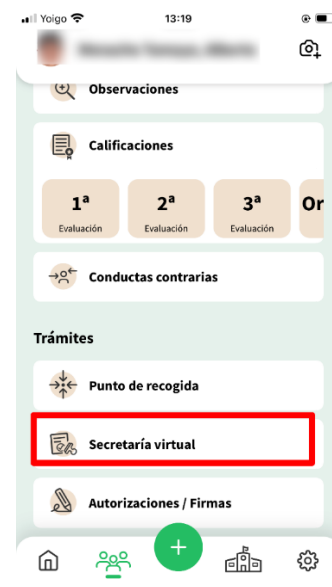 Yoigo
13:19
Observaciones
Calificaciones
1ª
2ª
3ª
Or
Evaluación
Evaluación
Evaluación
Conductas contrarias
Trámites
Punto de recogida
Secretaría virtual
Autorizaciones / Firmas